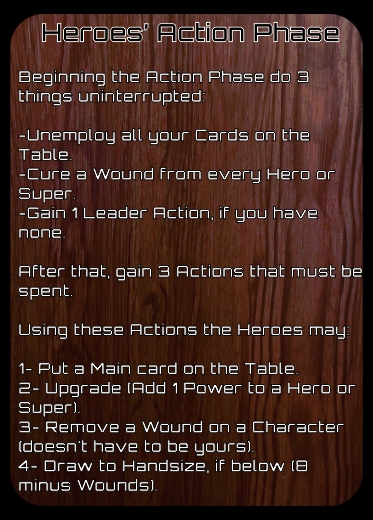 Heroes' Action Phase
Beginning the Action Phase do 3
things uninterrupted:
-Unemploy all your Cards on the
Table.
-Cure a Wound from every Hero or
Super.
-Gain 1 Leader Action, if you have
none.
After that, gain 3 Actions that must be
spent.
Using these Actions the Heroes may:
1- Put a Main card on the Table.
2- Upgrade (Add 1 Power to a Hero or
Super).
3- Remove a Wound on a Character
(doesn't have to be yours).
4- Draw to Handsize, if below (8
minus Wounds).